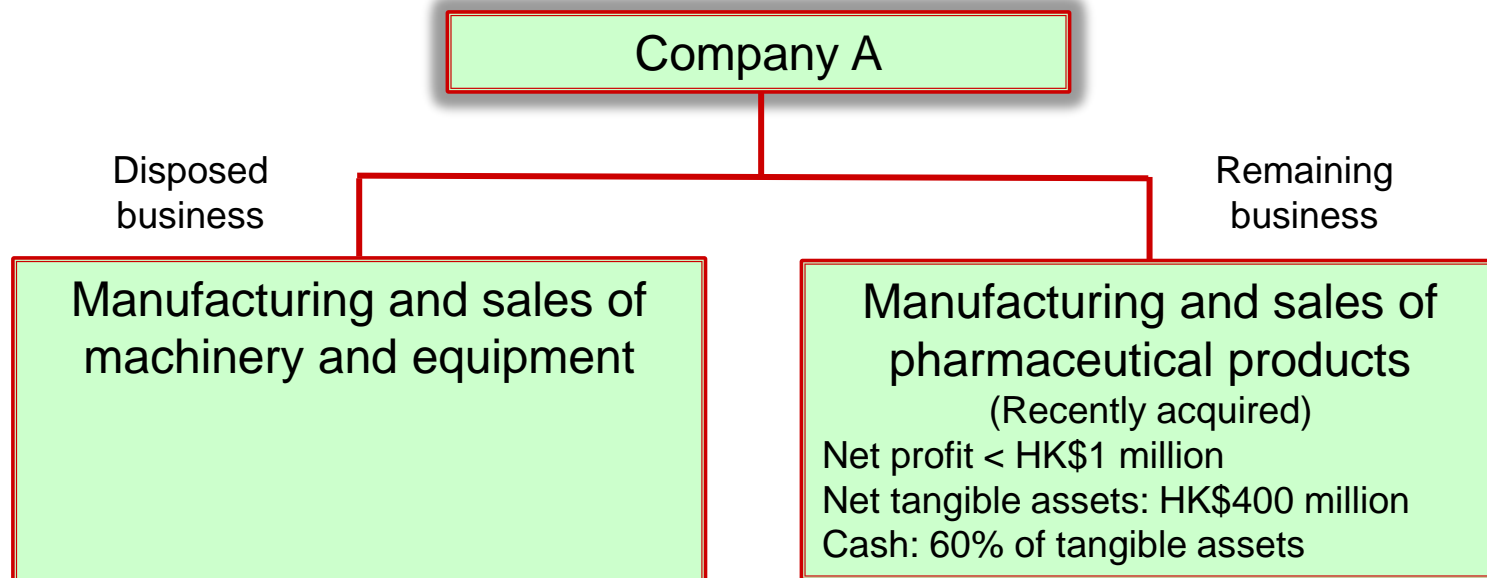 Company A
Disposed
business
Remaining
business
Manufacturing and sales of
machinery and equipment
Manufacturing and sales of
pharmaceutical products
(Recently acquired)
Net profit < HK$1 million
Net tangible assets: HK$400 million
Cash: 60% of tangible assets